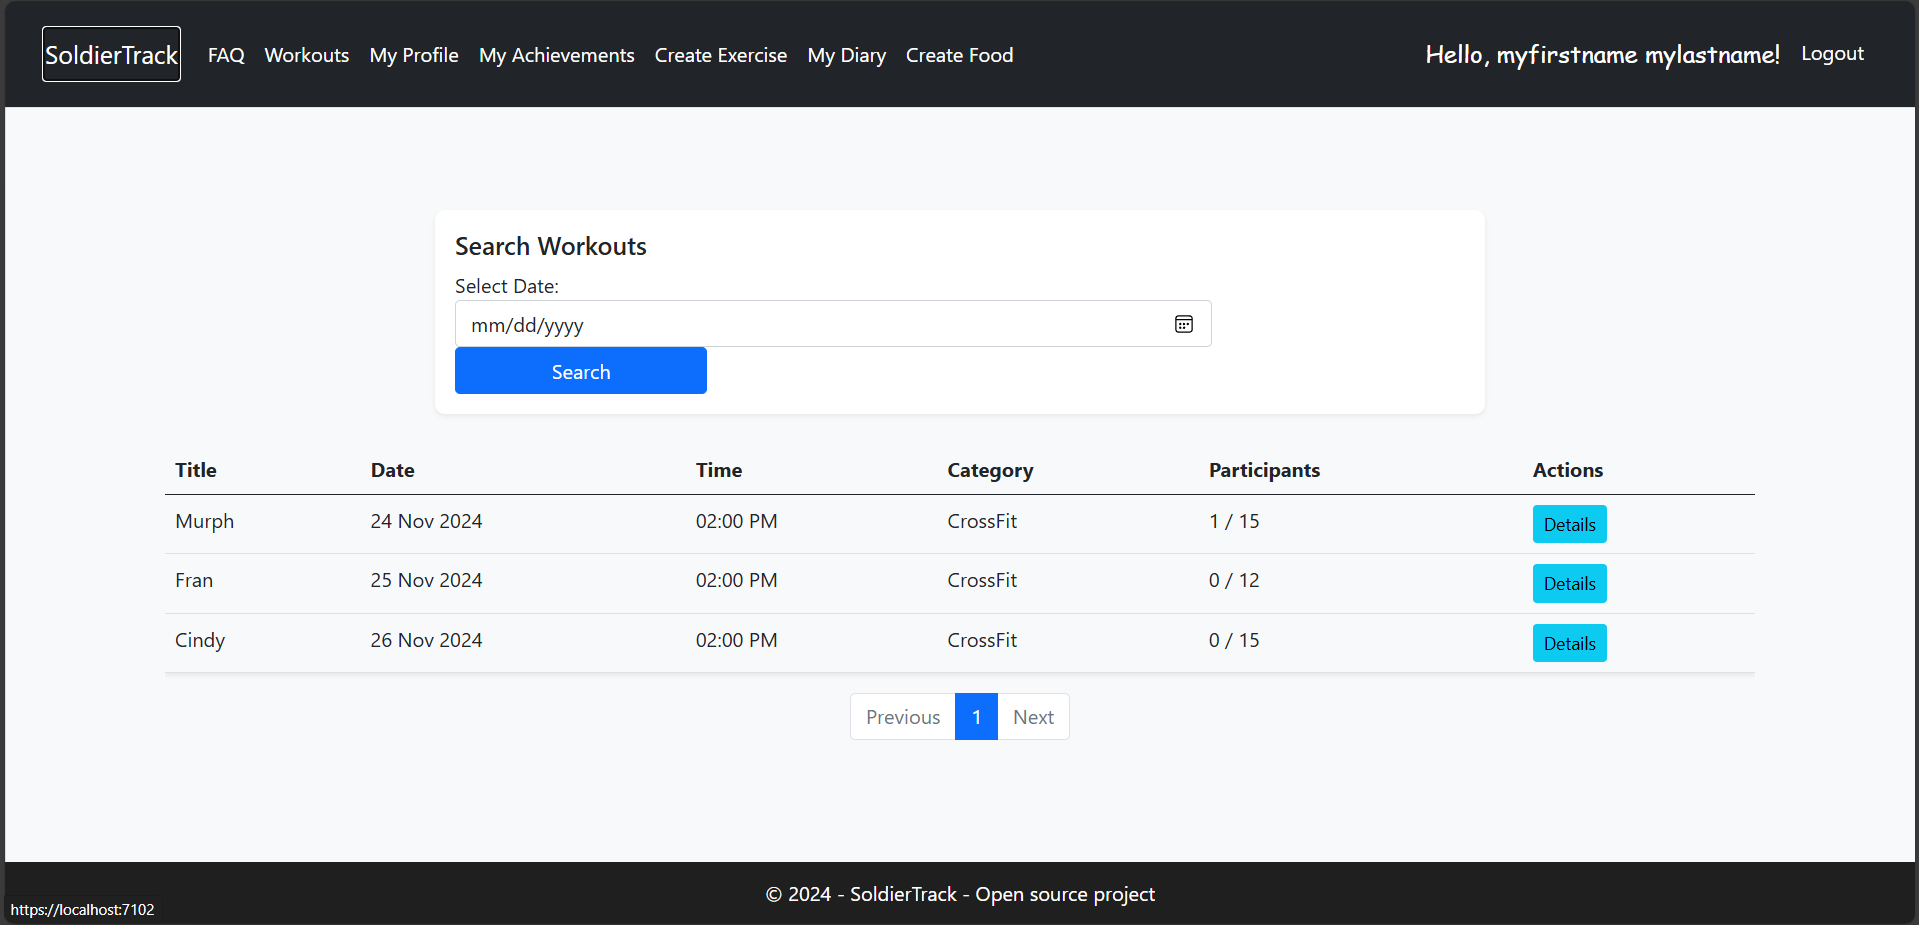 SoldierTrack FAQ Workouts My Profile My Achievements Create Exercise My Diary Create Food Hello, myfirstname mylastname! Logout
Search Workouts
Select Date:
mm/dd/yyyy
Search
Title Date Time Category Participants Actions
Murph 24 Nov 2024 02:00 PM CrossFit 1 / 15 Details
Fran 25 Nov 2024 02:00 PM CrossFit 0 / 12 Details
Cindy 26 Nov 2024 02:00 PM CrossFit 0 / 15 Details
Previous 1 Next
© 2024 - SoldierTrack - Open source project
https://localhost:7102